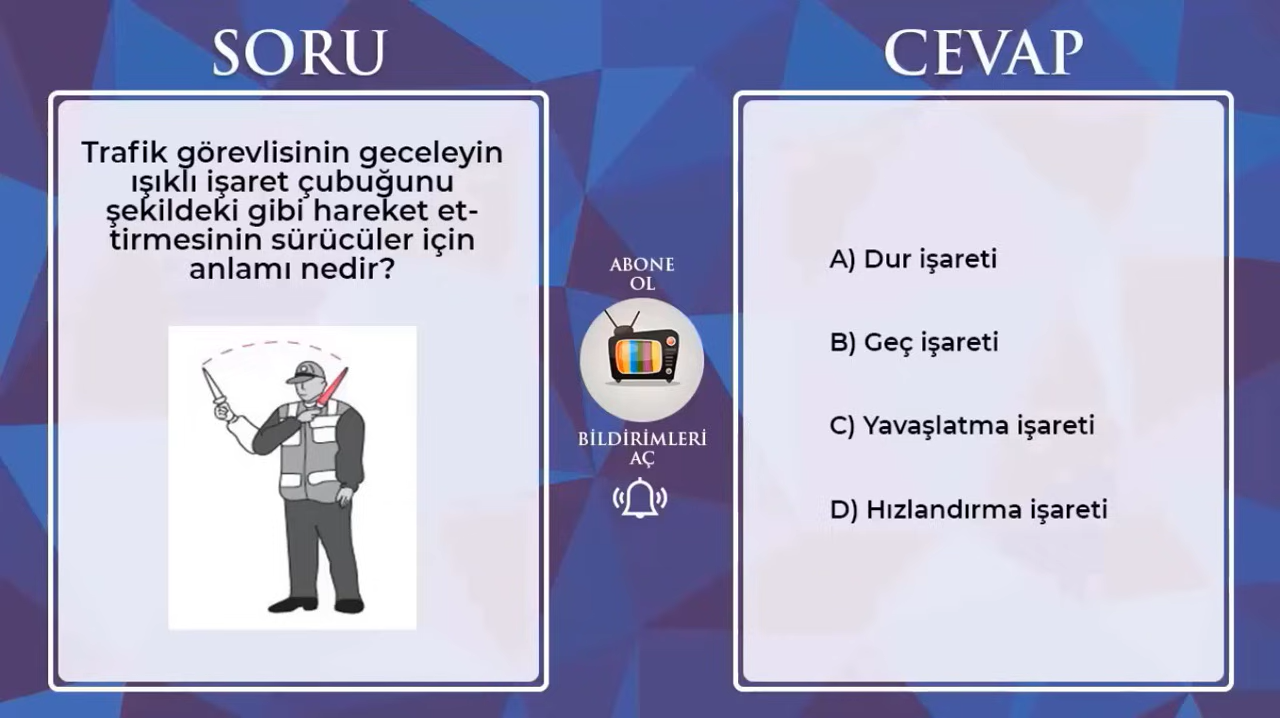 SORU
Trafik görevlisinin geceleyin
ışıklı işaret çubuğunu
şekildeki gibi hareket et-
tirmesinin sürücüler için
anlamı nedir?
ABONE
OL
BİLDİRİMLERİ
AÇ
CEVAP
A) Dur işareti
B) Geç işareti
C) Yavaşlatma işareti
D) Hızlandırma işareti